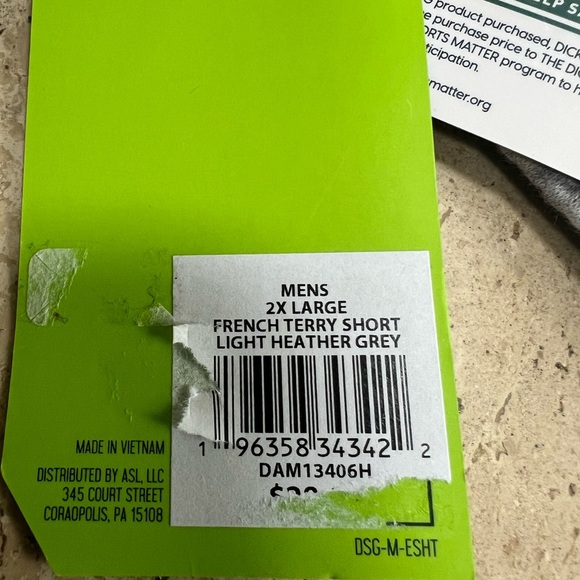 product purchased, DICK
purchase price to THE DI
ORTS MATTER program to h
ticipation.
matter.org
MENS
2X LARGE
FRENCH TERRY SHORT
LIGHT HEATHER GREY
1 96358 34342 2
DAM13406H
MADE IN VIETNAM
DISTRIBUTED BY ASL, LLC
345 COURT STREET
CORAOPOLIS, PA 15108
DSG-M-ESHT